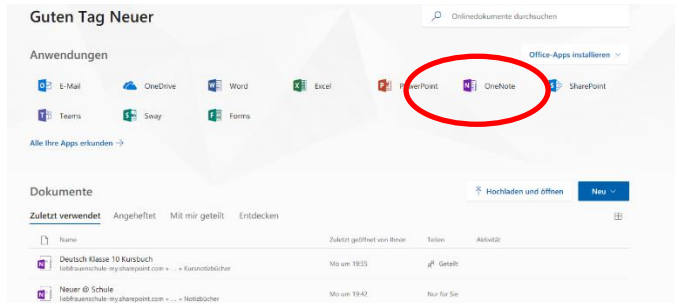 Guten Tag Neuer
Onlinedokumente durchsuchen
Anwendungen
Office-Apps installieren
E-Mail OneDrive Word Excel PowerPoint OneNote SharePoint
Teams Sway Forms
Alle Ihre Apps erkunden →
Dokumente
Hochladen und öffnen Neu
Zuletzt verwendet Angeheftet Mit mir geteilt Entdecken
Name Zuletzt geöffnet von Ihnen Teilen Aktivität
Deutsch Klasse 10 Kursbuch Mo um 19:55 Geteilt
liebfrauenschule-my.sharepoint.com » ... » Kursnotizbücher
Neuer @ Schule Mo um 19:42 Nur für Sie
liebfrauenschule-my.sharepoint.com » ... » Notizbücher